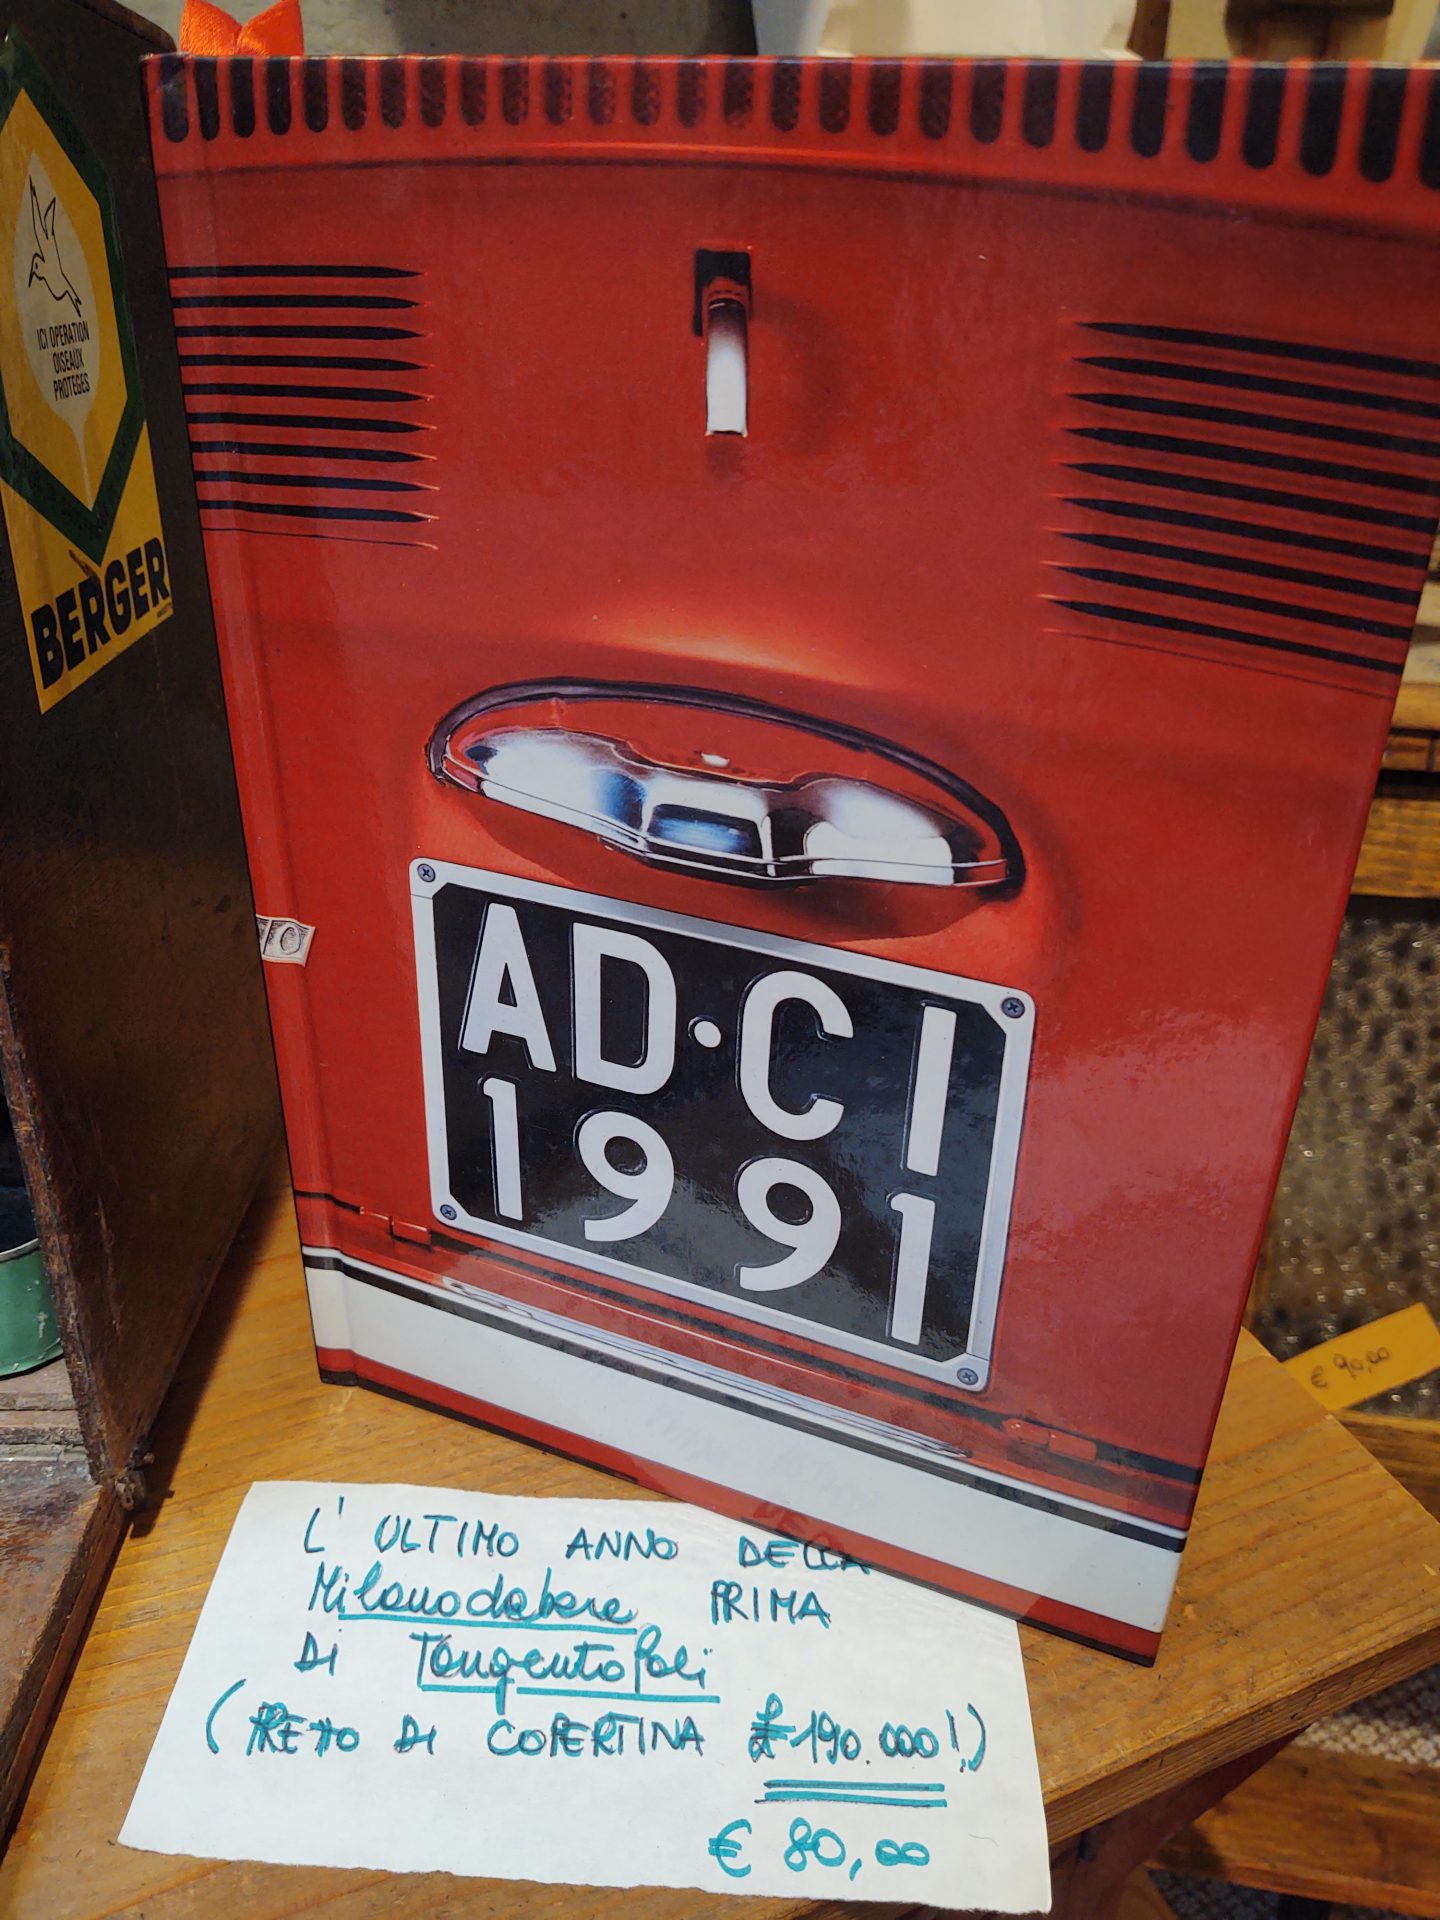 ICI OPERATION
OISEAUX
PROTEGES
BERGER
AD·CI
1991
L'ULTIMO ANNO DELLA
Milanodabere PRIMA
DI Tangentopoli
(PREZZO DI COPERTINA £190.000!)
€ 80,00
€ 90,00